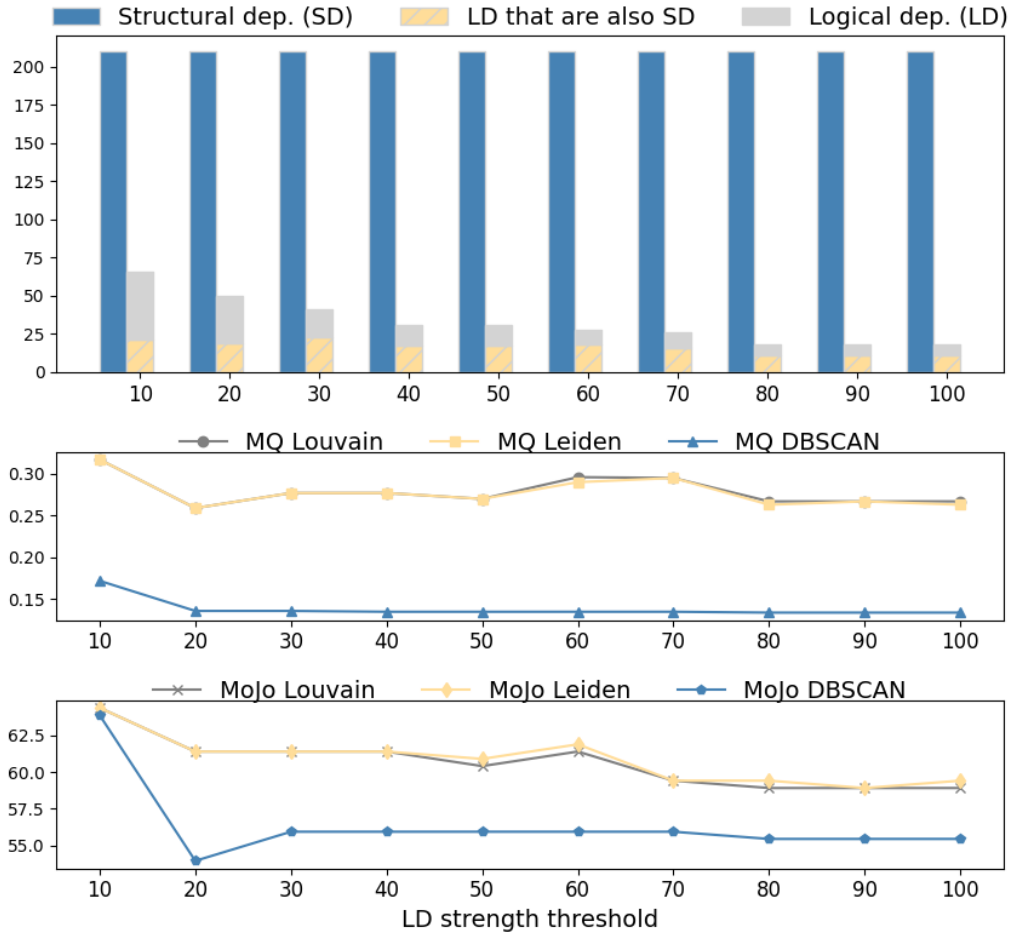 Structural dep. (SD) LD that are also SD Logical dep. (LD)
200
175
150
125
100
75
50
25
0
10 20 30 40 50 60 70 80 90 100
MQ Louvain MQ Leiden MQ DBSCAN
0.30
0.25
0.20
0.15
10 20 30 40 50 60 70 80 90 100
MoJo Louvain MoJo Leiden MoJo DBSCAN
62.5
60.0
57.5
55.0
10 20 30 40 50 60 70 80 90 100
LD strength threshold